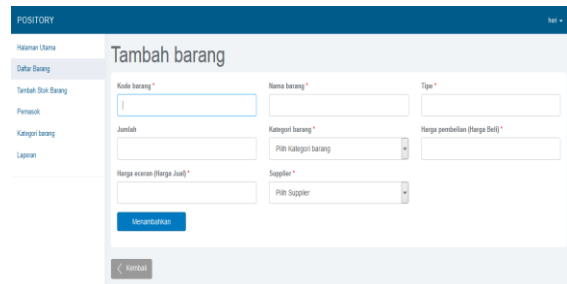 POSITORY
heri
Halaman Utama
Daftar Barang
Tambah Stok Barang
Pemasok
Kategori barang
Laporan
Tambah barang
Kode barang * Nama barang * Tipe *
Jumlah Kategori barang * Harga pembelian (Harga Beli) *
Pilih Kategori barang
Harga eceran (Harga Jual) * Supplier *
Pilih Supplier
Menambahkan
Kembali